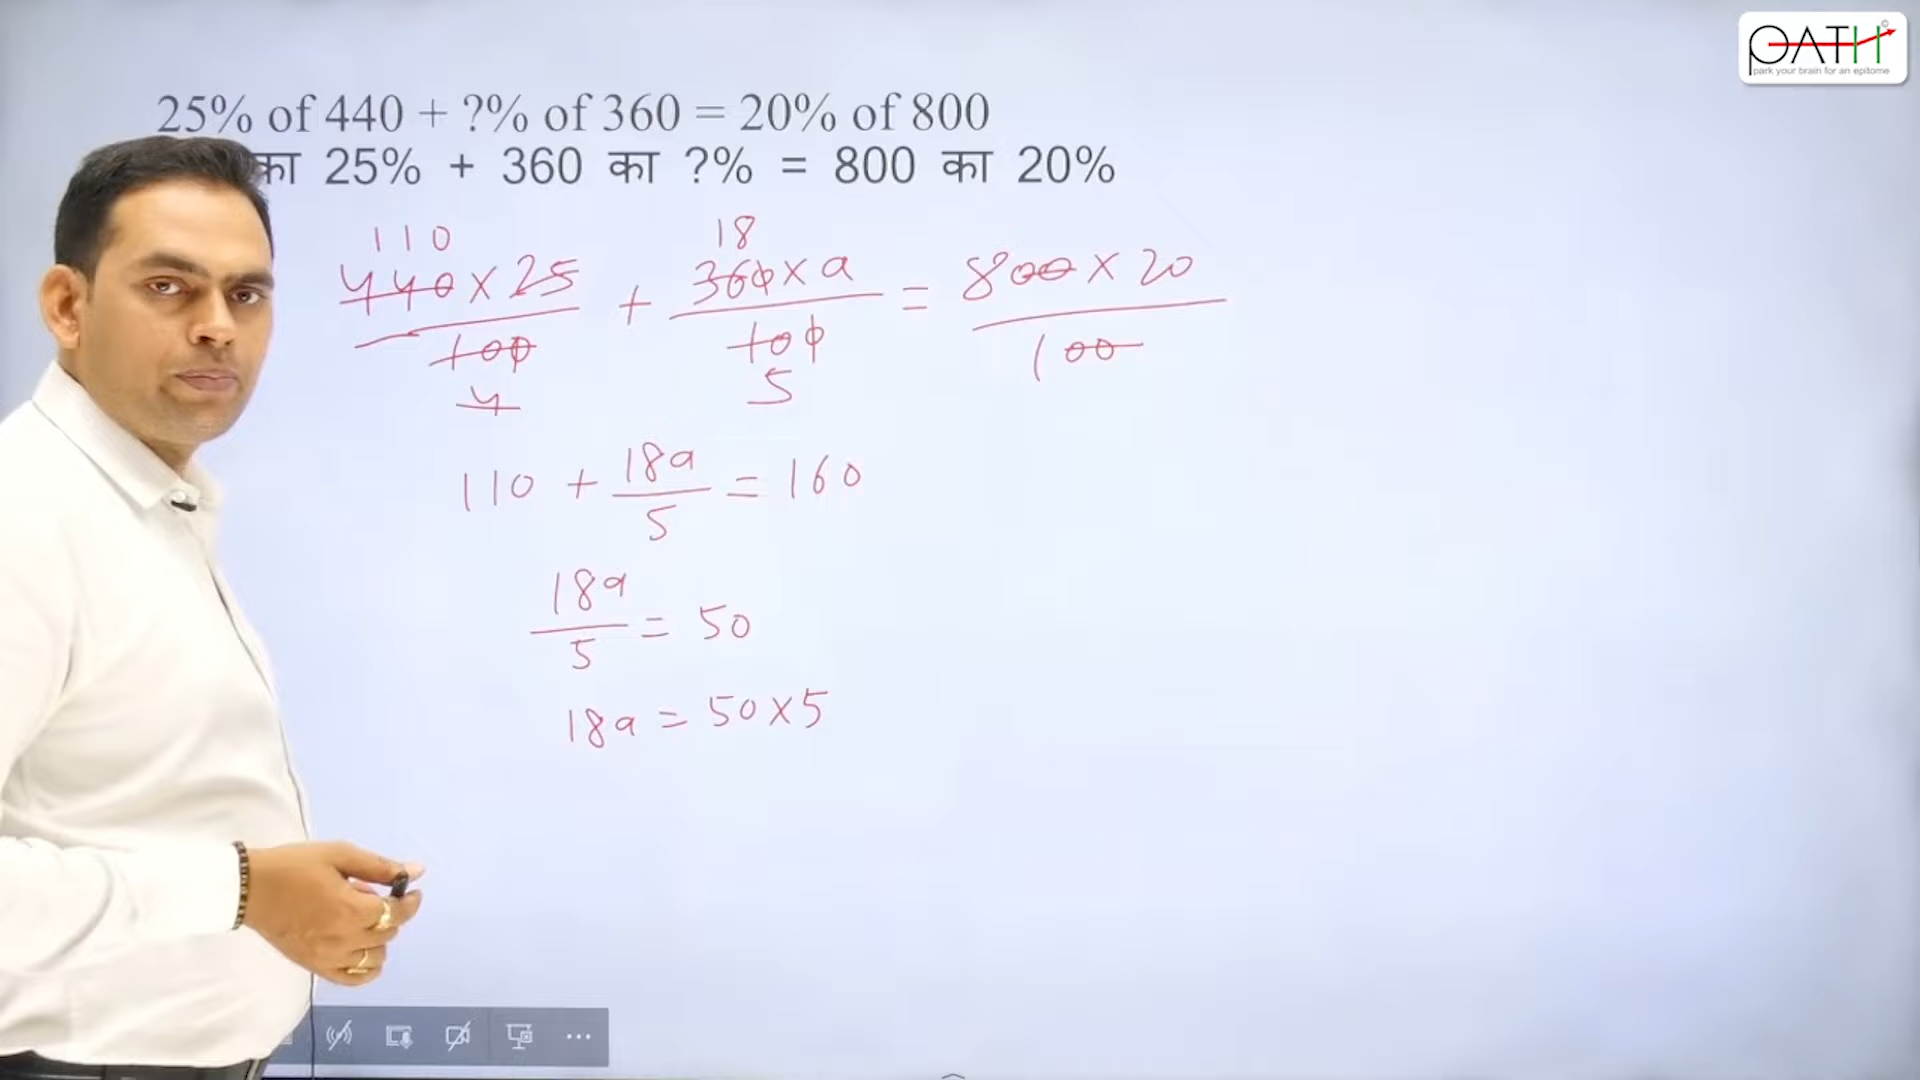 PATH©
park your brain for an epitome
25% of 440 + ?% of 360 = 20% of 800
का 25% + 360 का ?% = 800 का 20%
110 18
440 × 25 + 360 × a = 800 × 20
100 100 100
4 5
110 + 18a/5 = 160
18a/5 = 50
18a = 50 × 5